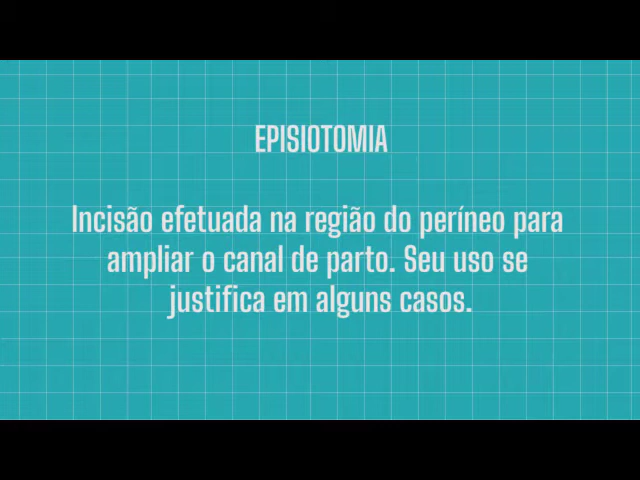 EPISIOTOMIA
Incisão efetuada na região do períneo para
ampliar o canal de parto. Seu uso se
justifica em alguns casos.